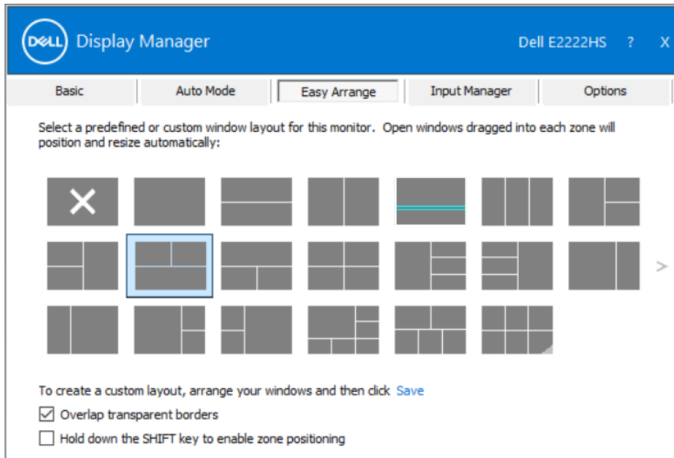 DELL Display Manager Dell E2222HS ? X
Basic Auto Mode Easy Arrange Input Manager Options
Select a predefined or custom window layout for this monitor. Open windows dragged into each zone will
position and resize automatically:
>
To create a custom layout, arrange your windows and then click Save
Overlap transparent borders
Hold down the SHIFT key to enable zone positioning